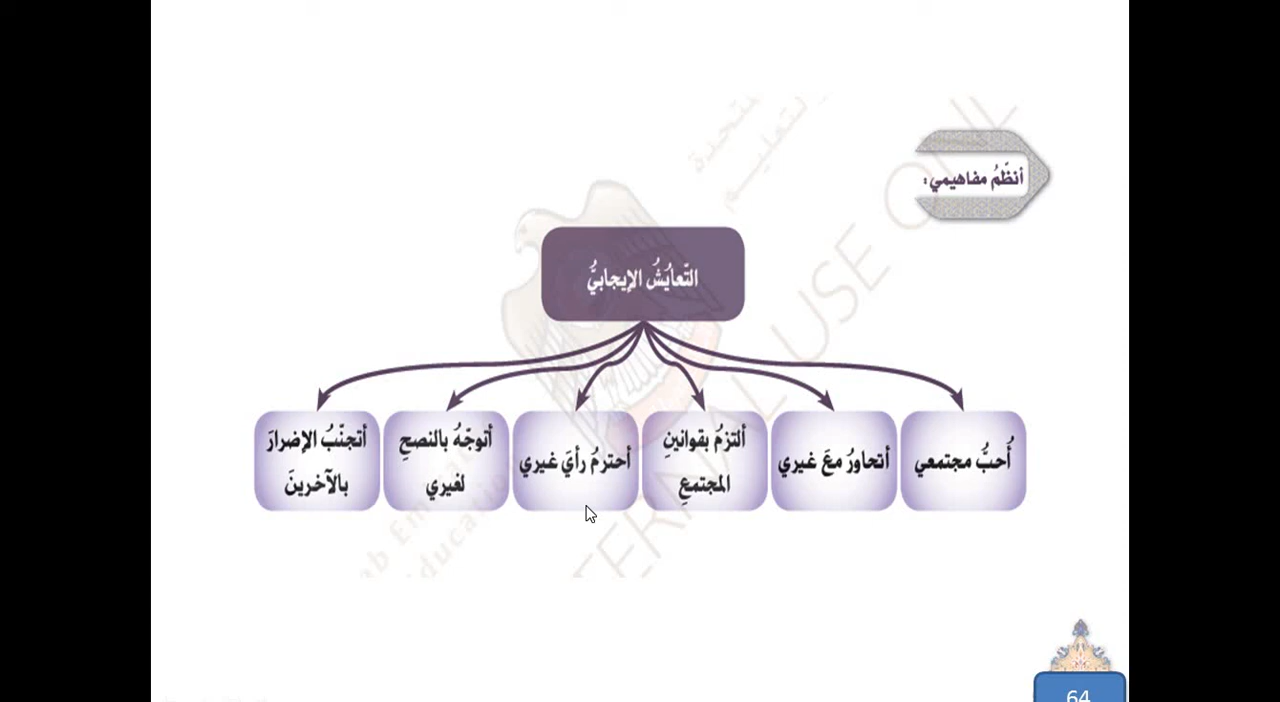 أنظّمُ مفاهيمي:
التّعايُشُ الإيجابيُّ
أُحبُّ مجتمعي
أتحاورُ معَ غيري
ألتزمُ بقوانينِ
المجتمعِ
أحترمُ رأيَ غيري
أتوجّهُ بالنصحِ
لغيري
أتجنّبُ الإضرارَ
بالآخرينَ
64